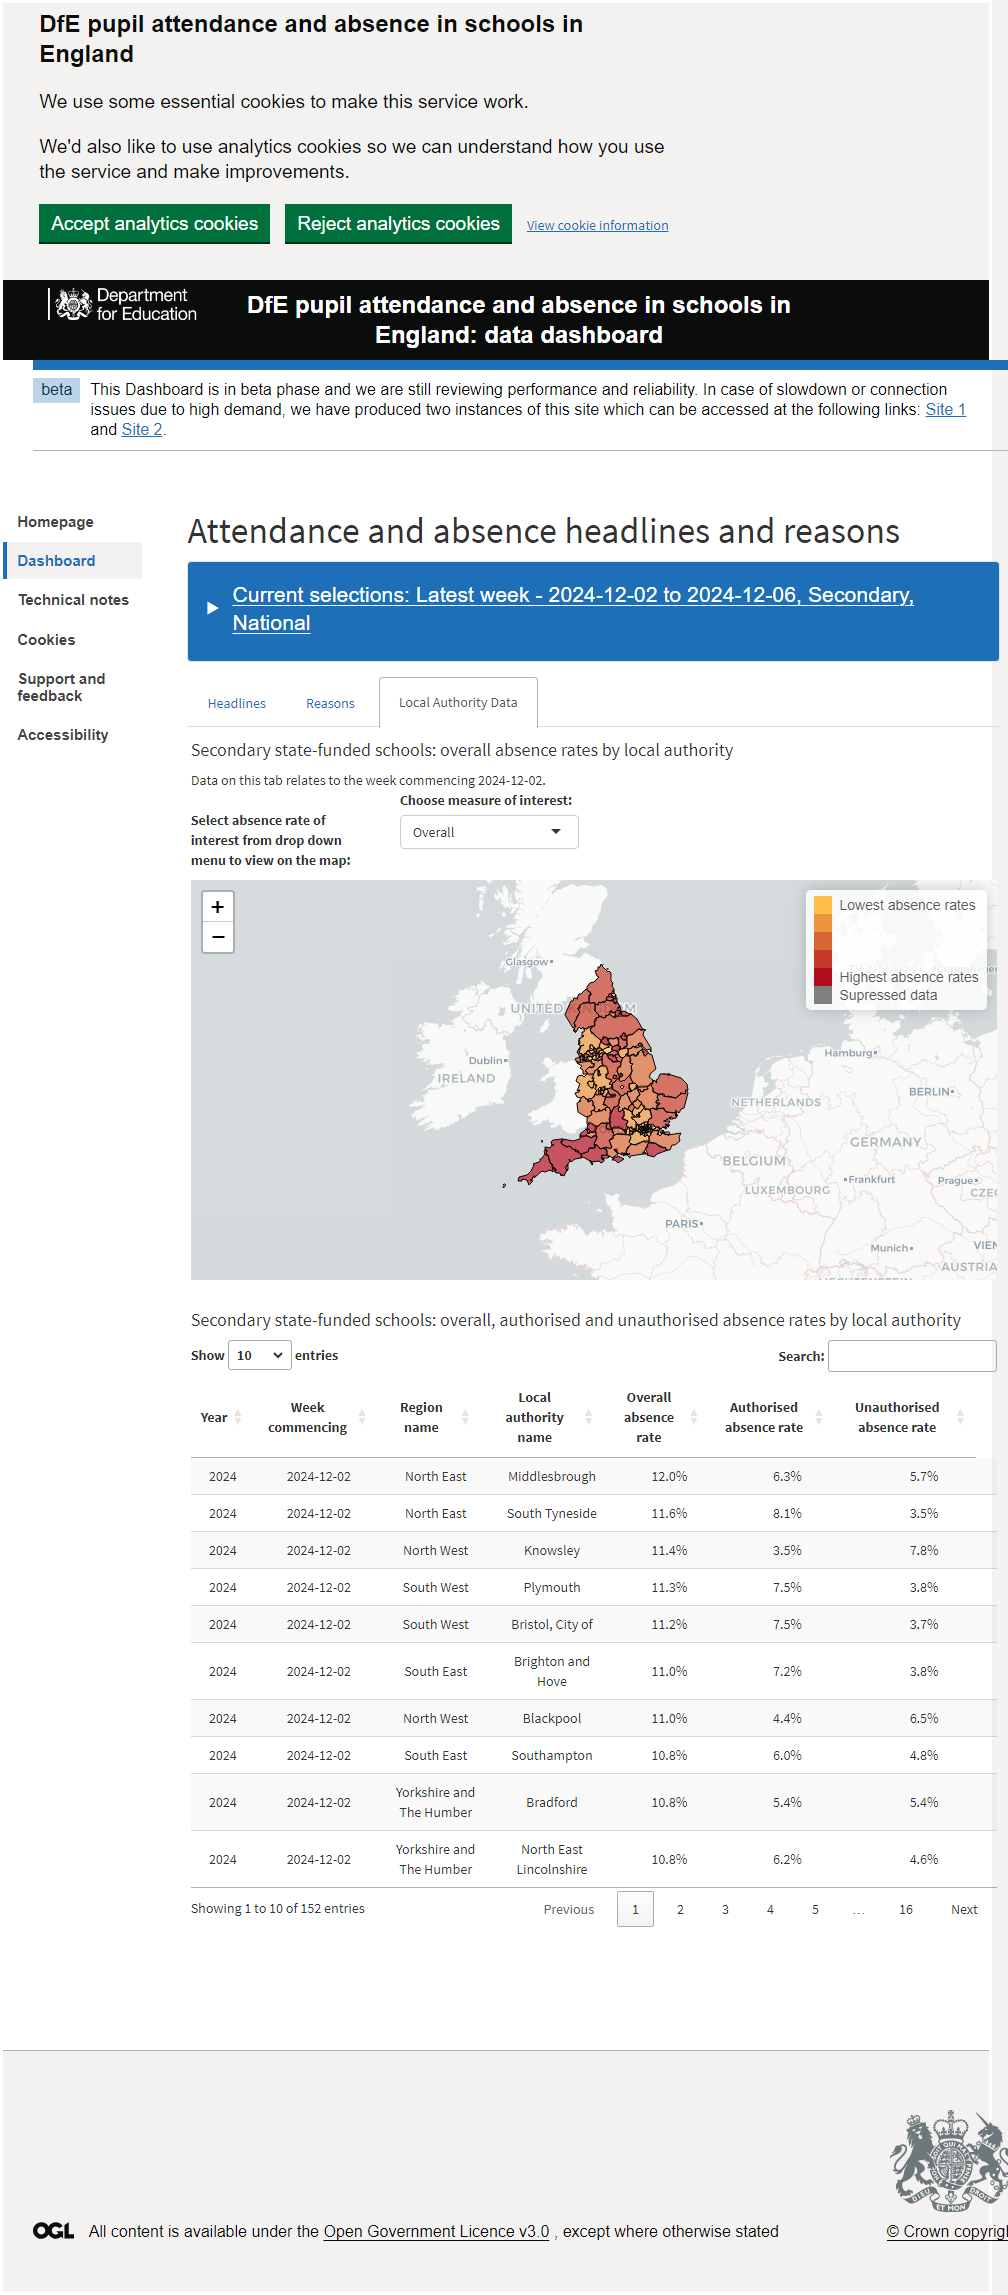 DfE pupil attendance and absence in schools in
England
We use some essential cookies to make this service work.
We'd also like to use analytics cookies so we can understand how you use
the service and make improvements.
Accept analytics cookies Reject analytics cookies View cookie information
Department
for Education
DfE pupil attendance and absence in schools in
England: data dashboard
beta This Dashboard is in beta phase and we are still reviewing performance and reliability. In case of slowdown or connection
issues due to high demand, we have produced two instances of this site which can be accessed at the following links: Site 1
and Site 2.
Homepage
Dashboard
Technical notes
Cookies
Support and
feedback
Accessibility
Attendance and absence headlines and reasons
Current selections: Latest week - 2024-12-02 to 2024-12-06, Secondary,
National
Headlines Reasons Local Authority Data
Secondary state-funded schools: overall absence rates by local authority
Data on this tab relates to the week commencing 2024-12-02.
Choose measure of interest:
Select absence rate of
interest from drop down
menu to view on the map:
Overall
+
−
Lowest absence rates
Highest absence rates
Supressed data
Glasgow
UNITED KINGDOM
Dublin
IRELAND
Hamburg
BERLIN
NETHERLANDS
GERMANY
BELGIUM
LUXEMBOURG
Frankfurt
Prague
CZE
PARIS
Munich
VIEN
AUSTRIA
Secondary state-funded schools: overall, authorised and unauthorised absence rates by local authority
Show 10 entries Search:
Year Week commencing Region name Local authority name Overall absence rate Authorised absence rate Unauthorised absence rate
2024 2024-12-02 North East Middlesbrough 12.0% 6.3% 5.7%
2024 2024-12-02 North East South Tyneside 11.6% 8.1% 3.5%
2024 2024-12-02 North West Knowsley 11.4% 3.5% 7.8%
2024 2024-12-02 South West Plymouth 11.3% 7.5% 3.8%
2024 2024-12-02 South West Bristol, City of 11.2% 7.5% 3.7%
2024 2024-12-02 South East Brighton and Hove 11.0% 7.2% 3.8%
2024 2024-12-02 North West Blackpool 11.0% 4.4% 6.5%
2024 2024-12-02 South East Southampton 10.8% 6.0% 4.8%
2024 2024-12-02 Yorkshire and The Humber Bradford 10.8% 5.4% 5.4%
2024 2024-12-02 Yorkshire and The Humber North East Lincolnshire 10.8% 6.2% 4.6%
Showing 1 to 10 of 152 entries Previous 1 2 3 4 5 … 16 Next
DIEU ET MON DROIT
OGL All content is available under the Open Government Licence v3.0 , except where otherwise stated
© Crown copyrig